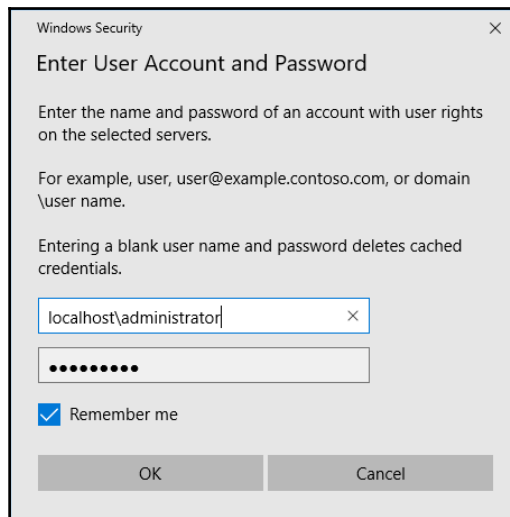 Windows Security
Enter User Account and Password
Enter the name and password of an account with user rights
on the selected servers.
For example, user, user@example.contoso.com, or domain
\user name.
Entering a blank user name and password deletes cached
credentials.
localhost\administrator
●●●●●●●●●
Remember me
OK
Cancel